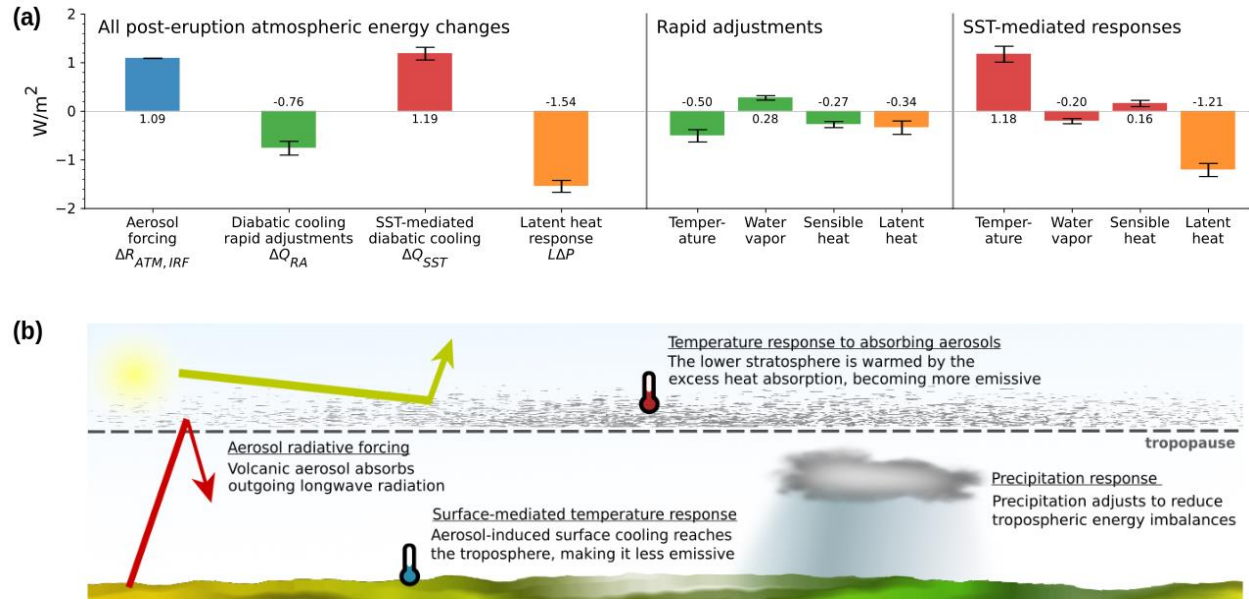 (a)
All post-eruption atmospheric energy changes
Rapid adjustments
SST-mediated responses
W/m²
2
1
0
−1
−2
1.09
-0.76
1.19
-1.54
-0.50
0.28
-0.27
-0.34
1.18
-0.20
0.16
-1.21
Aerosol
forcing
ΔR_ATM, IRF
Diabatic cooling
rapid adjustments
ΔQ_RA
SST-mediated
diabatic cooling
ΔQ_SST
Latent heat
response
LΔP
Temper-
ature
Water
vapor
Sensible
heat
Latent
heat
Temper-
ature
Water
vapor
Sensible
heat
Latent
heat
(b)
Temperature response to absorbing aerosols
The lower stratosphere is warmed by the
excess heat absorption, becoming more emissive
tropopause
Aerosol radiative forcing
Volcanic aerosol absorbs
outgoing longwave radiation
Precipitation response
Precipitation adjusts to reduce
tropospheric energy imbalances
Surface-mediated temperature response
Aerosol-induced surface cooling reaches
the troposphere, making it less emissive